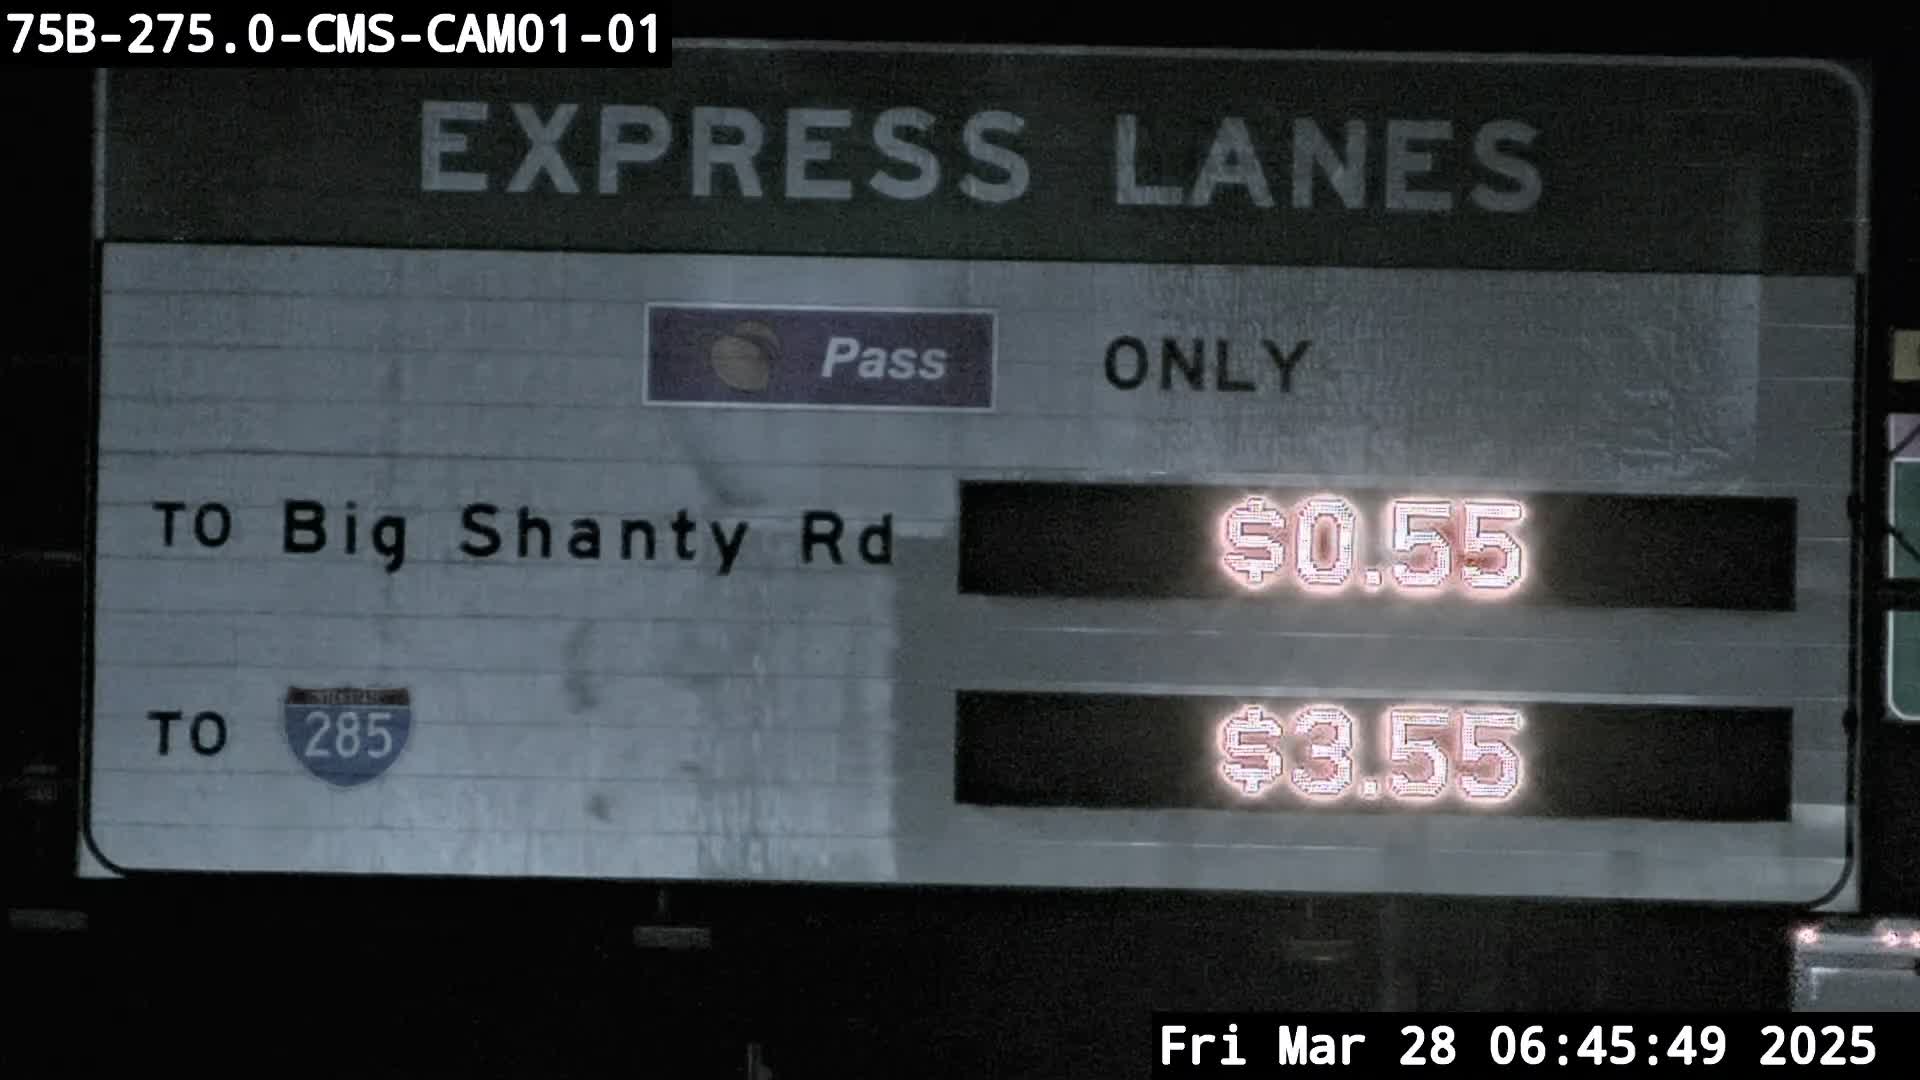 75B-275.0-CMS-CAM01-01
EXPRESS LANES
Pass ONLY
TO Big Shanty Rd $0.55
TO 285 $3.55
Fri Mar 28 06:45:49 2025